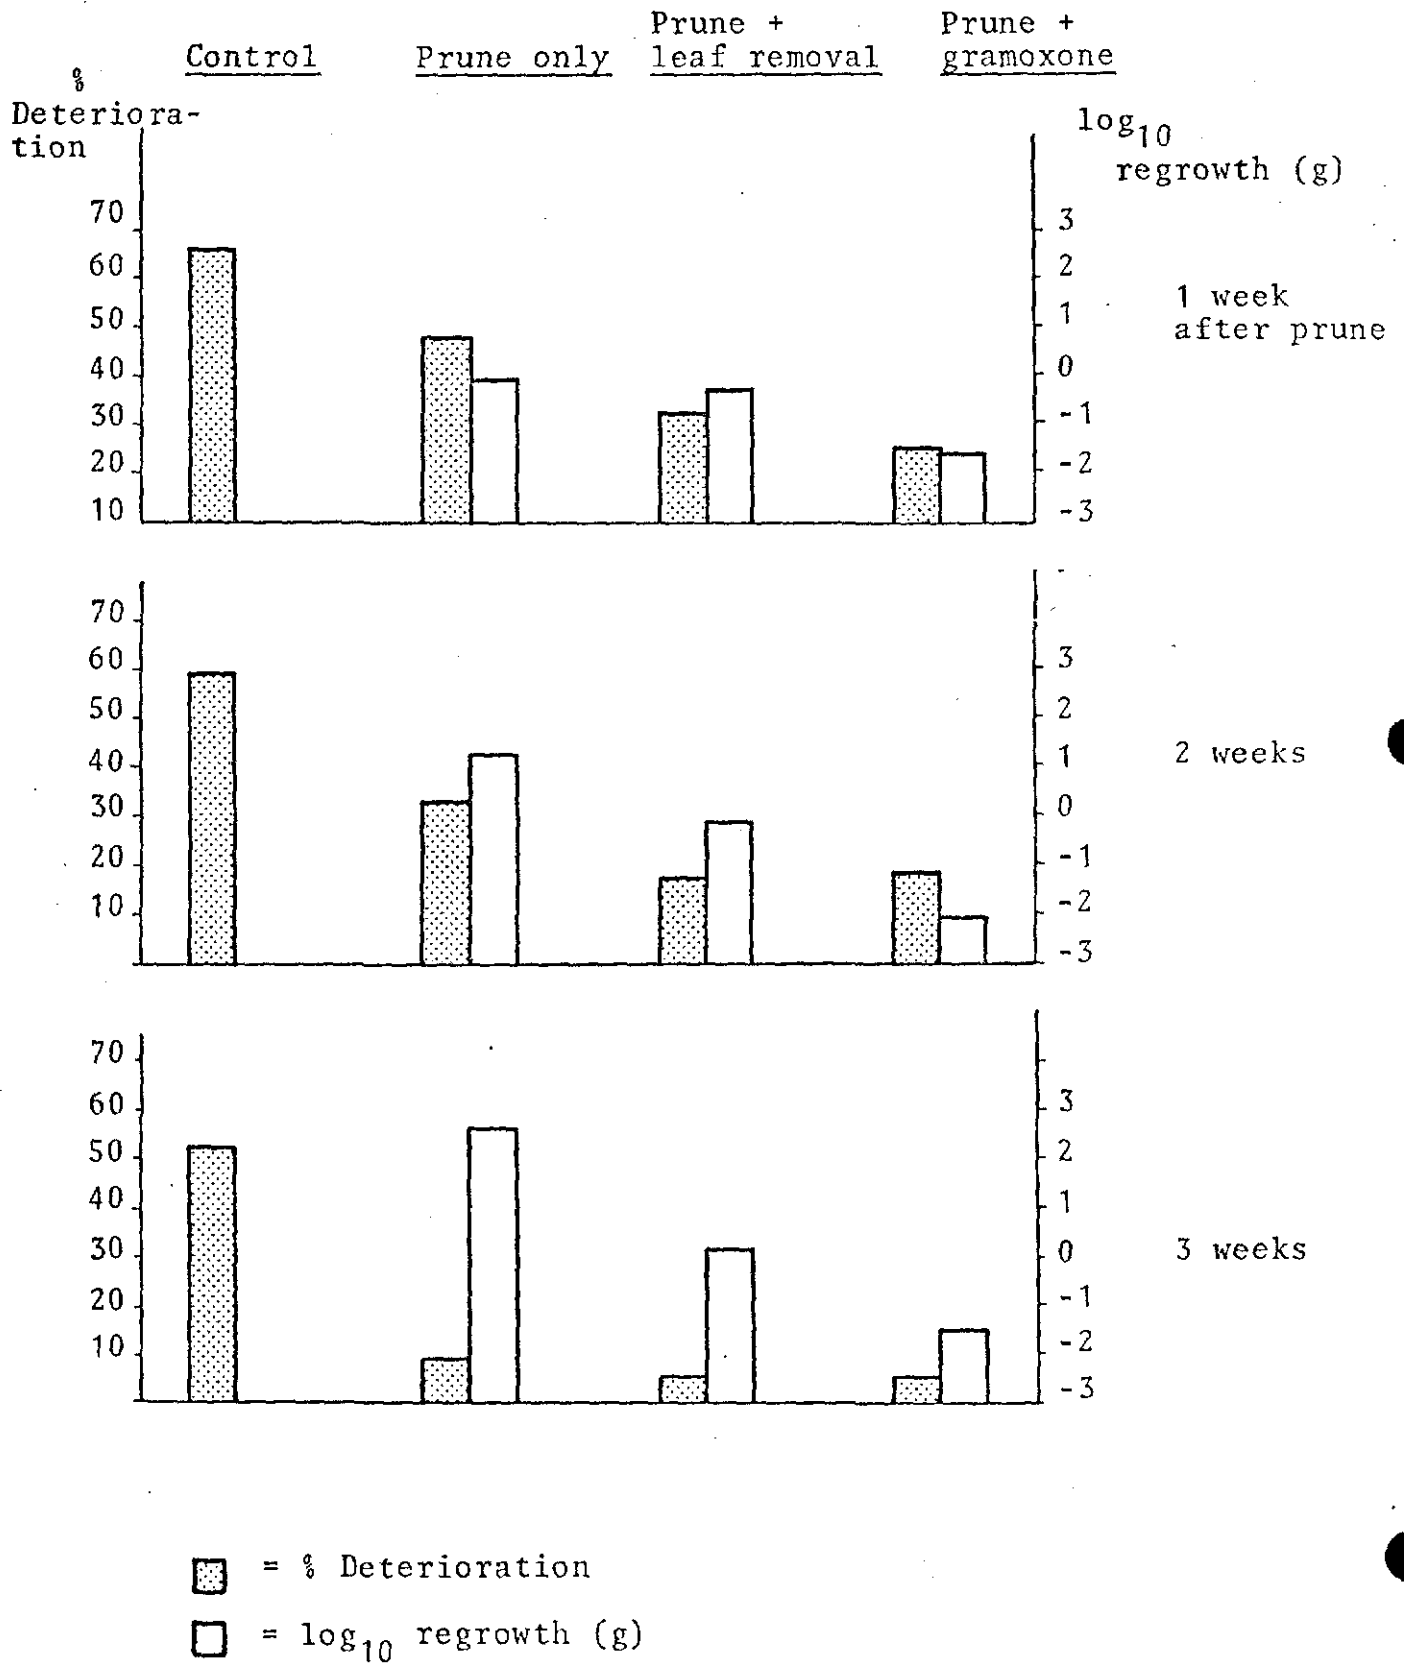 Control
Prune only
Prune +
leaf removal
Prune +
gramoxone
%
Deteriora-
tion
log10
regrowth (g)
70
60
50
40
30
20
10
3
2
1
0
-1
-2
-3
1 week
after prune
70
60
50
40
30
20
10
3
2
1
0
-1
-2
-3
2 weeks
70
60
50
40
30
20
10
3
2
1
0
-1
-2
-3
3 weeks
= % Deterioration
= log10 regrowth (g)